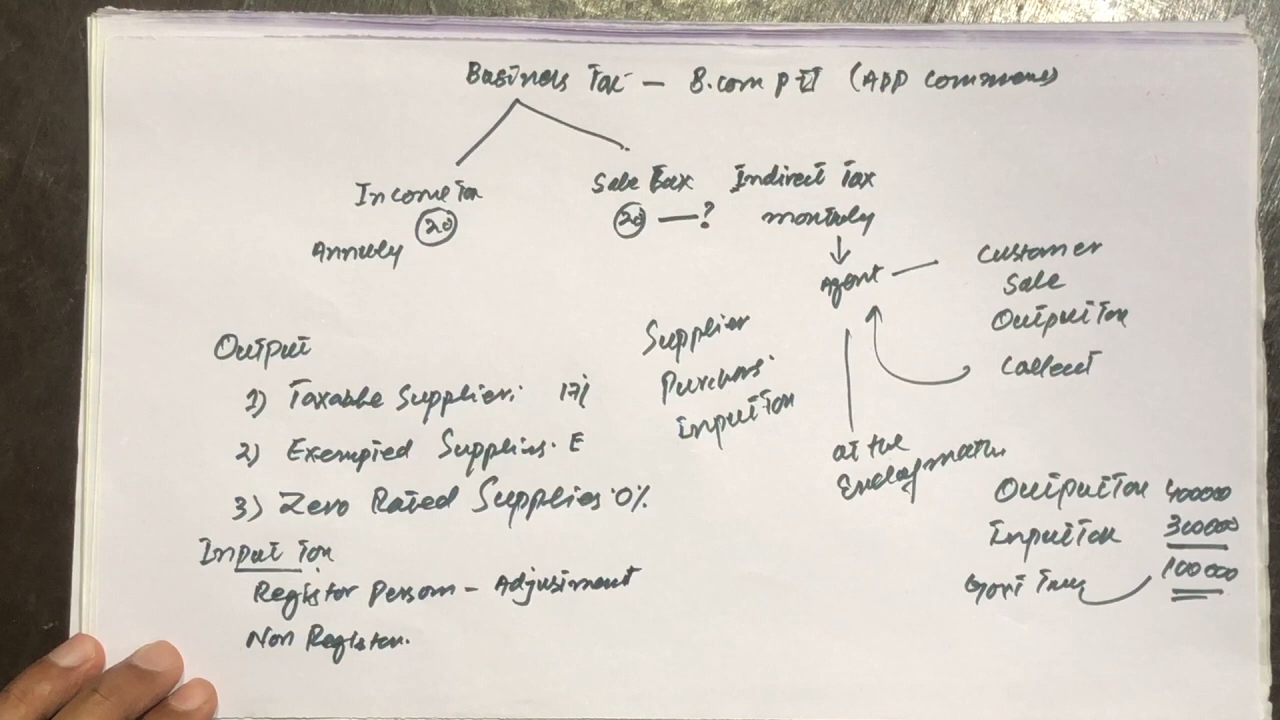 Business Tax – B.com P II (ADP Commerce)
Income Tax
20
Annuly
Sale Tax
20 — ?
Indirect Tax
monthly
Agent
Customer
Sale
Output Tax
Collect
Supplier
Purchase
Input Tax
at the
End of month
Output
1) Taxable Supplies: 17%
2) Exempted Supplies. E
3) Zero Rated Supplies 0%
Input Tax
Register Person – Adjustment
Non Register.
Output Tax 400000
Input Tax 300000
Govt 100000